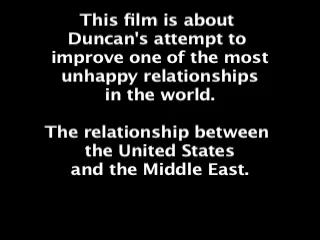 This film is about
Duncan's attempt to
improve one of the most
unhappy relationships
in the world.
The relationship between
the United States
and the Middle East.